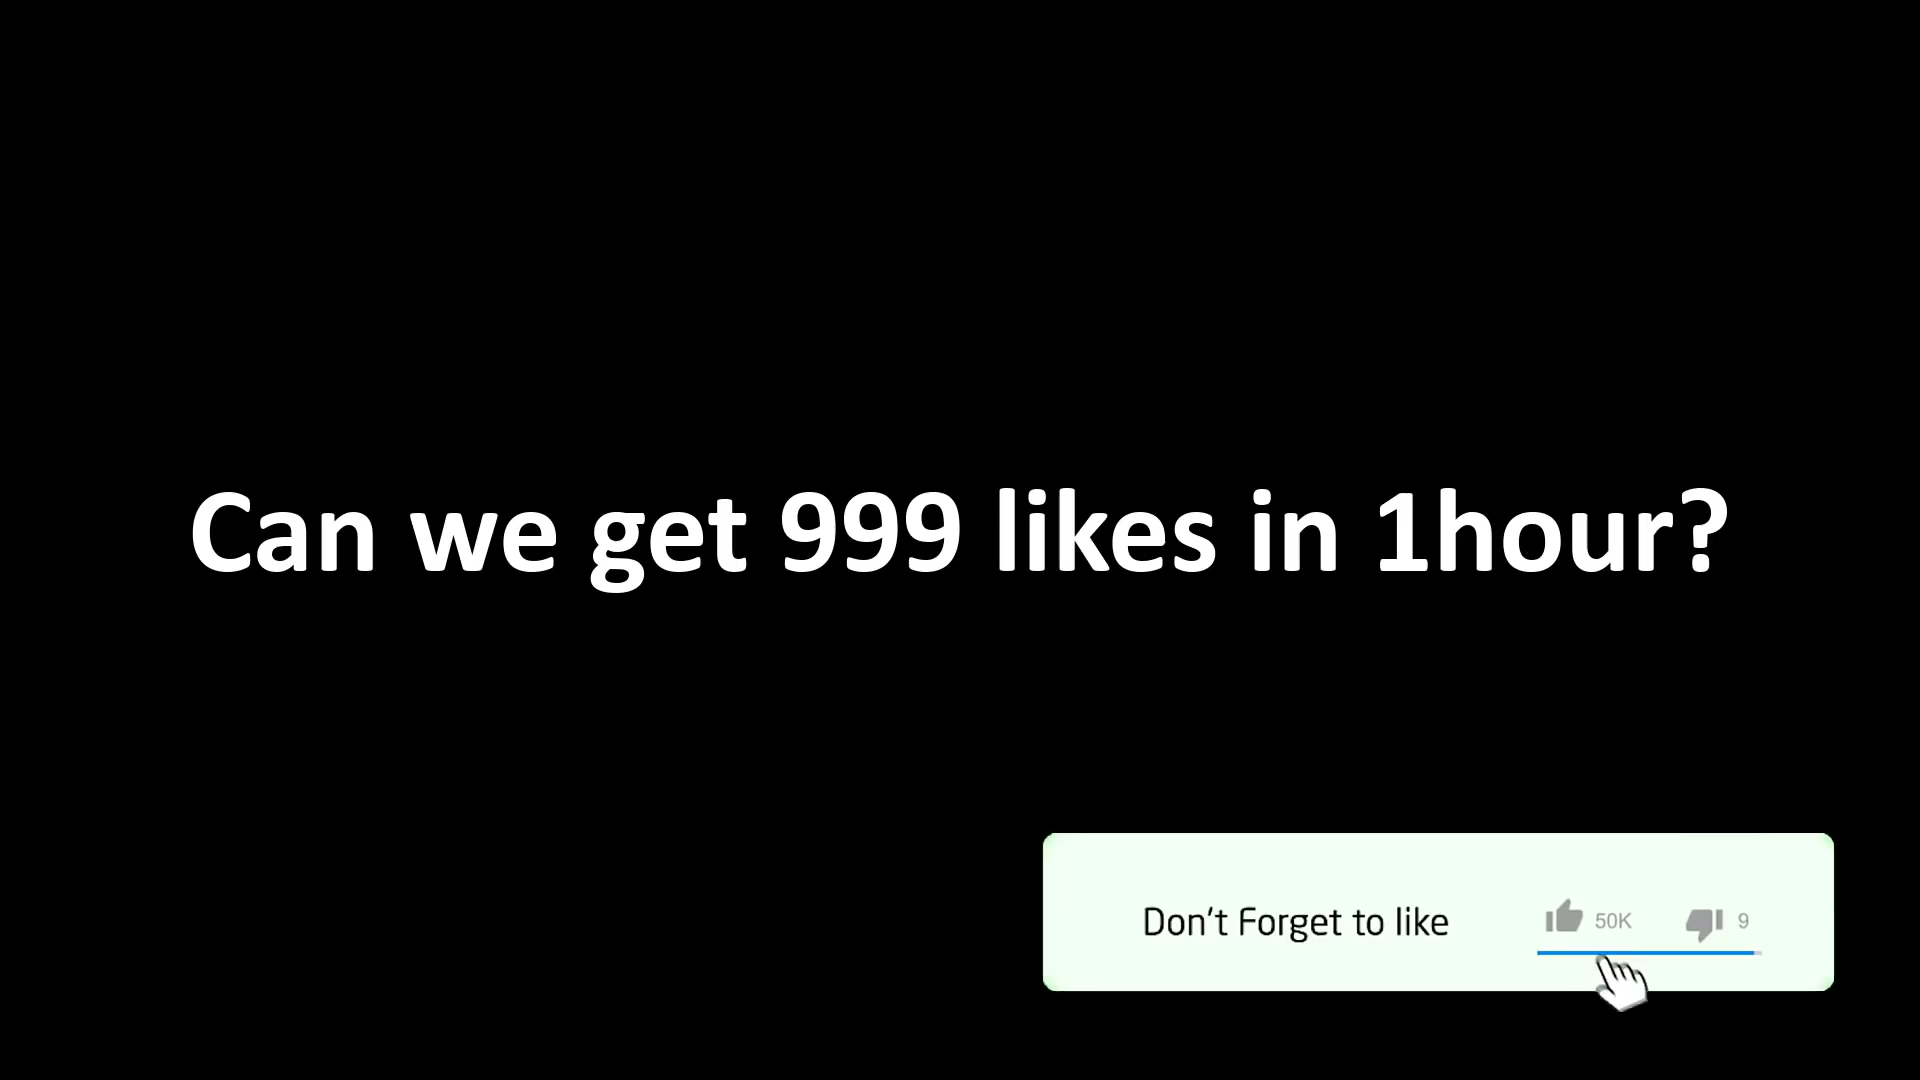 Can we get 999 likes in 1hour?
Don't Forget to like 50K 9